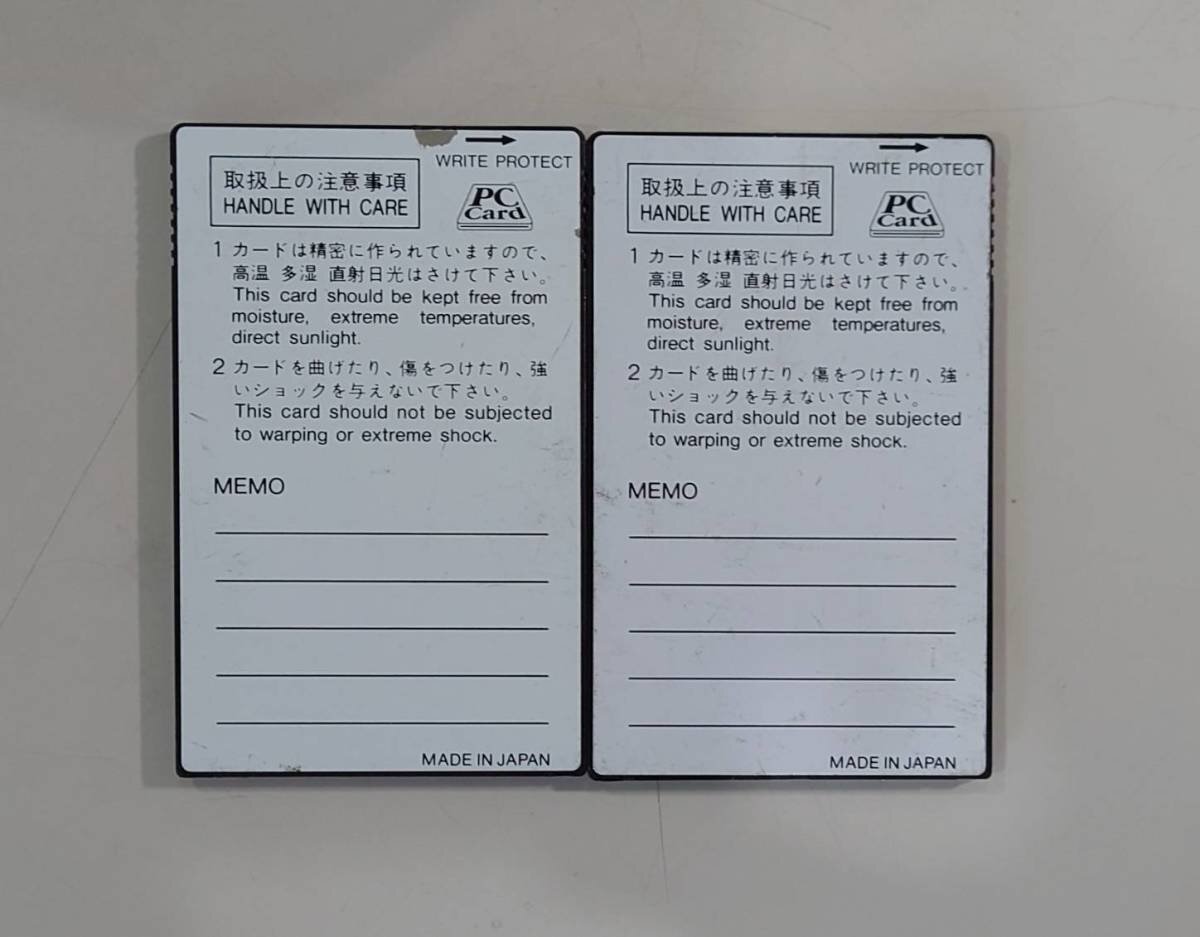 WRITE PROTECT
取扱上の注意事項
HANDLE WITH CARE
PC
Card
1 カードは精密に作られていますので、
高温 多湿 直射日光はさけて下さい。
This card should be kept free from
moisture, extreme temperatures,
direct sunlight.
2 カードを曲げたり、傷をつけたり、強
いショックを与えないで下さい。
This card should not be subjected
to warping or extreme shock.
MEMO
MADE IN JAPAN
WRITE PROTECT
取扱上の注意事項
HANDLE WITH CARE
PC
Card
1 カードは精密に作られていますので、
高温 多湿 直射日光はさけて下さい。
This card should be kept free from
moisture, extreme temperatures,
direct sunlight.
2 カードを曲げたり、傷をつけたり、強
いショックを与えないで下さい。
This card should not be subjected
to warping or extreme shock.
MEMO
MADE IN JAPAN